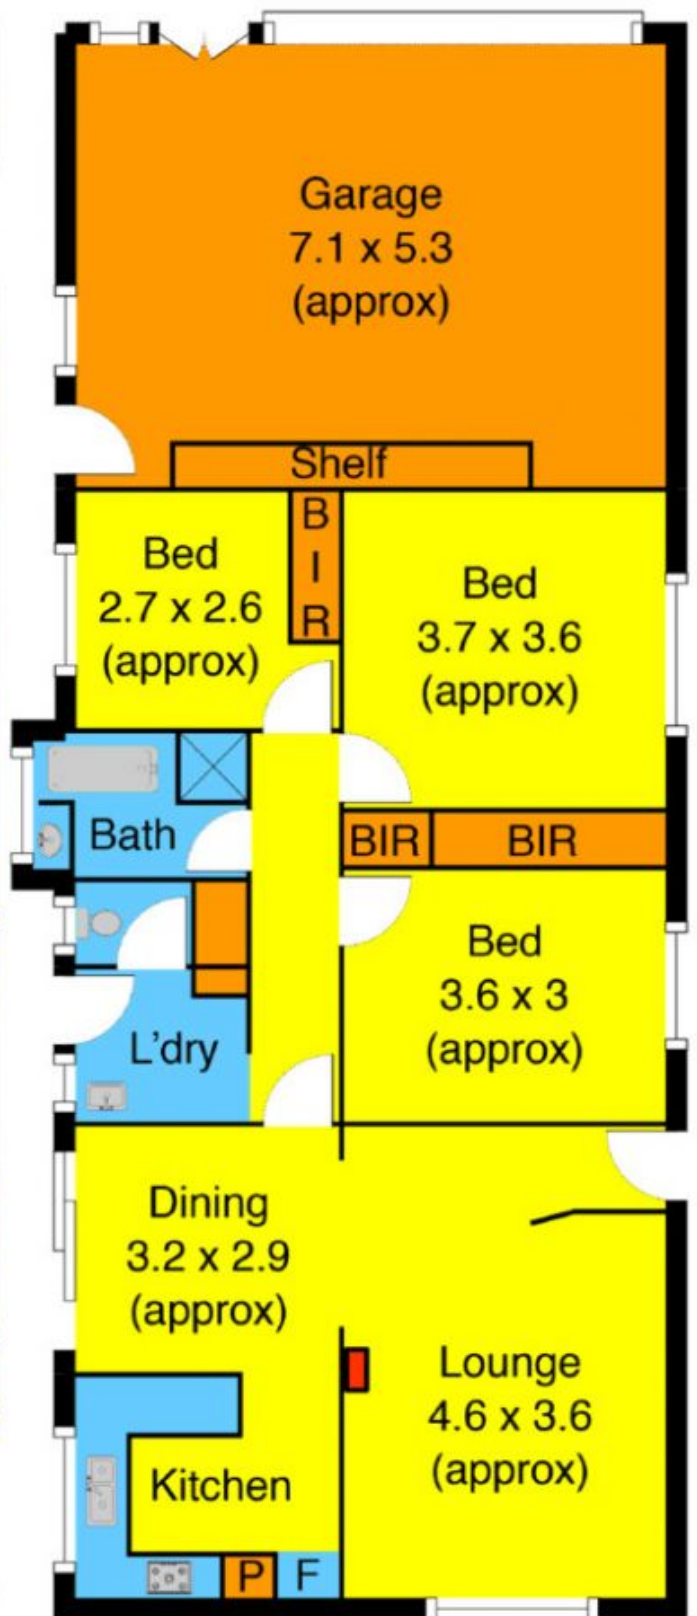 Garage
7.1 x 5.3
(approx)
Shelf
B
I
R
Bed
2.7 x 2.6
(approx)
Bed
3.7 x 3.6
(approx)
Bath
BIR
BIR
Bed
3.6 x 3
(approx)
L'dry
Dining
3.2 x 2.9
(approx)
Lounge
4.6 x 3.6
(approx)
Kitchen
P
F